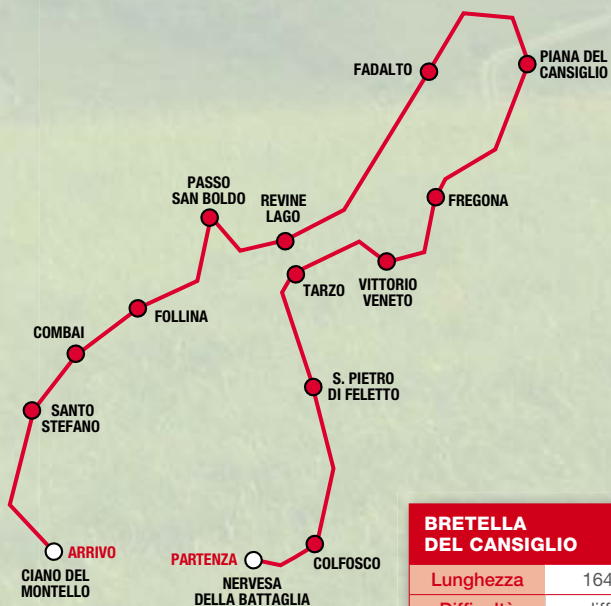 FADALTO
PIANA DEL
CANSIGLIO
PASSO
SAN BOLDO
REVINE
LAGO
FREGONA
TARZO
VITTORIO
VENETO
FOLLINA
COMBAI
S. PIETRO
DI FELETTO
SANTO
STEFANO
ARRIVO
CIANO DEL
MONTELLO
PARTENZA
NERVESA
DELLA BATTAGLIA
COLFOSCO
BRETELLA
DEL CANSIGLIO
Lunghezza 164